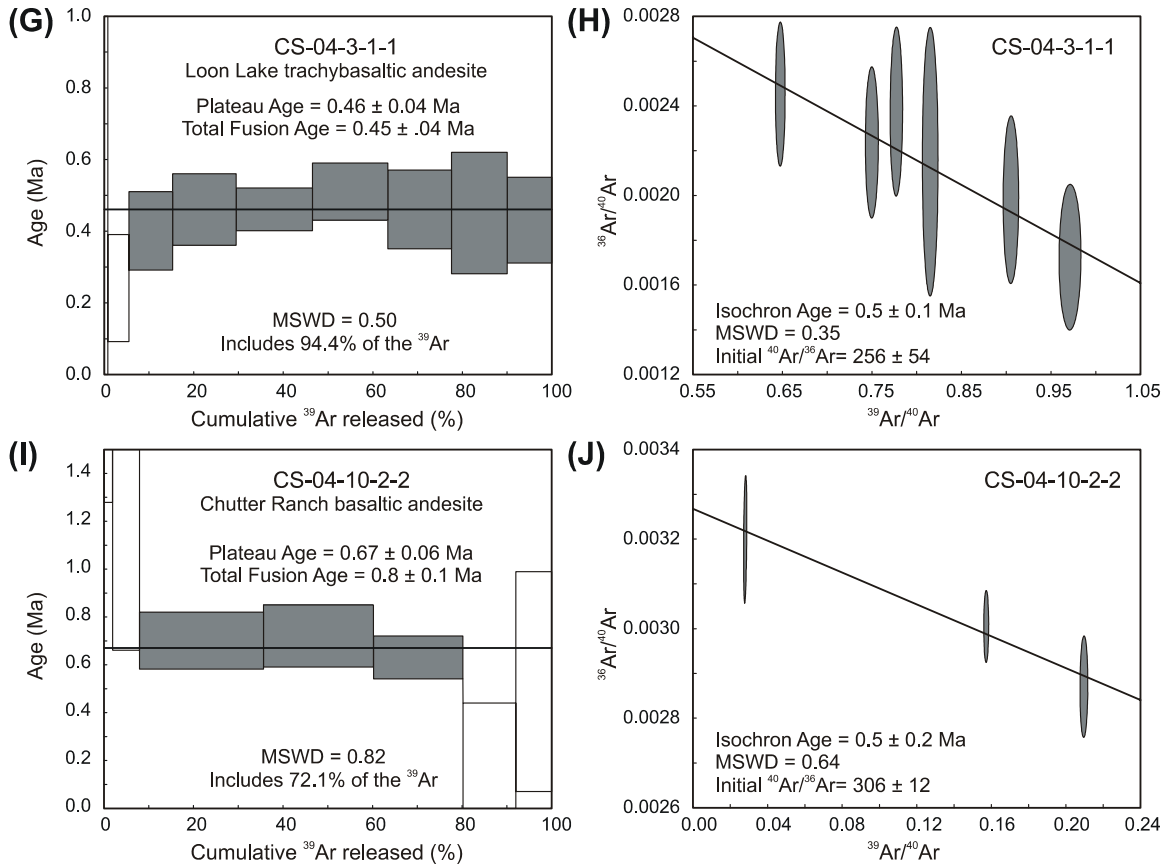 (G)
CS-04-3-1-1
Loon Lake trachybasaltic andesite
Plateau Age = 0.46 ± 0.04 Ma
Total Fusion Age = 0.45 ± .04 Ma
MSWD = 0.50
Includes 94.4% of the ³⁹Ar
Age (Ma)
1.0
0.8
0.6
0.4
0.2
0.0
0
20
40
60
80
100
Cumulative ³⁹Ar released (%)
(H)
CS-04-3-1-1
³⁶Ar/⁴⁰Ar
0.0028
0.0024
0.0020
0.0016
0.0012
Isochron Age = 0.5 ± 0.1 Ma
MSWD = 0.35
Initial ⁴⁰Ar/³⁶Ar= 256 ± 54
0.55
0.65
0.75
0.85
0.95
1.05
³⁹Ar/⁴⁰Ar
(I)
CS-04-10-2-2
Chutter Ranch basaltic andesite
Plateau Age = 0.67 ± 0.06 Ma
Total Fusion Age = 0.8 ± 0.1 Ma
MSWD = 0.82
Includes 72.1% of the ³⁹Ar
Age (Ma)
1.4
1.2
1.0
0.8
0.6
0.4
0.2
0.0
0
20
40
60
80
100
Cumulative ³⁹Ar released (%)
(J)
CS-04-10-2-2
³⁶Ar/⁴⁰Ar
0.0034
0.0032
0.0030
0.0028
0.0026
Isochron Age = 0.5 ± 0.2 Ma
MSWD = 0.64
Initial ⁴⁰Ar/³⁶Ar= 306 ± 12
0.00
0.04
0.08
0.12
0.16
0.20
0.24
³⁹Ar/⁴⁰Ar